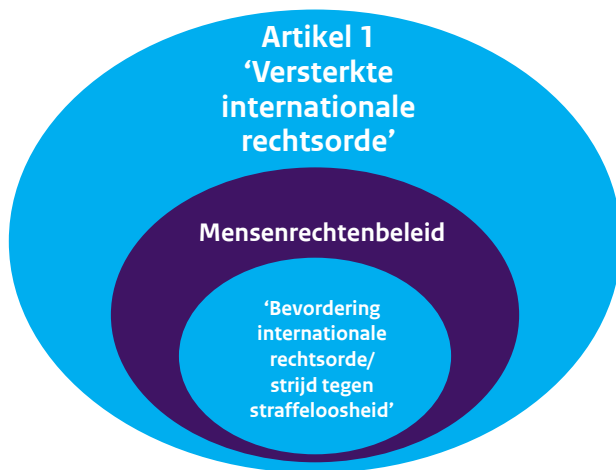 Artikel 1
‘Versterkte
internationale
rechtsorde’
Mensenrechtenbeleid
‘Bevordering
internationale
rechtsorde/
strijd tegen
straffeloosheid’